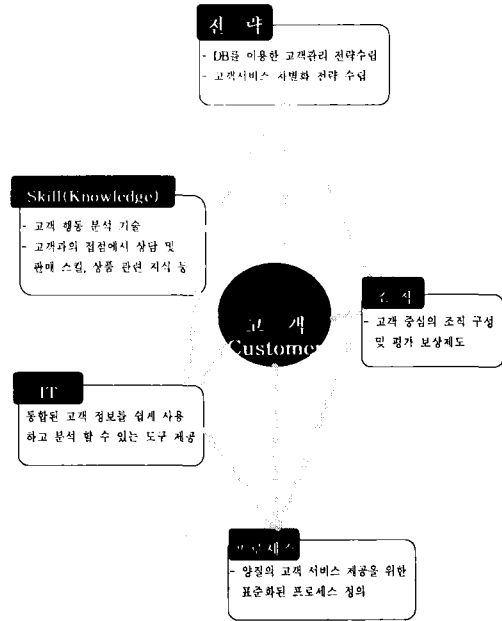 전 략
- DB를 이용한 고객관리 전략수립
- 고객서비스 차별화 전략 수립
Skill(Knowledge)
- 고객 행동 분석 기술
- 고객과의 접점에서 상담 및
판매 스킬, 상품 관련 지식 등
고 객
Customer
조 직
- 고객 중심의 조직 구성
및 평가 보상제도
IT
통합된 고객 정보를 쉽게 사용
하고 분석 할 수 있는 도구 제공
프로세스
- 양질의 고객 서비스 제공을 위한
표준화된 프로세스 정의